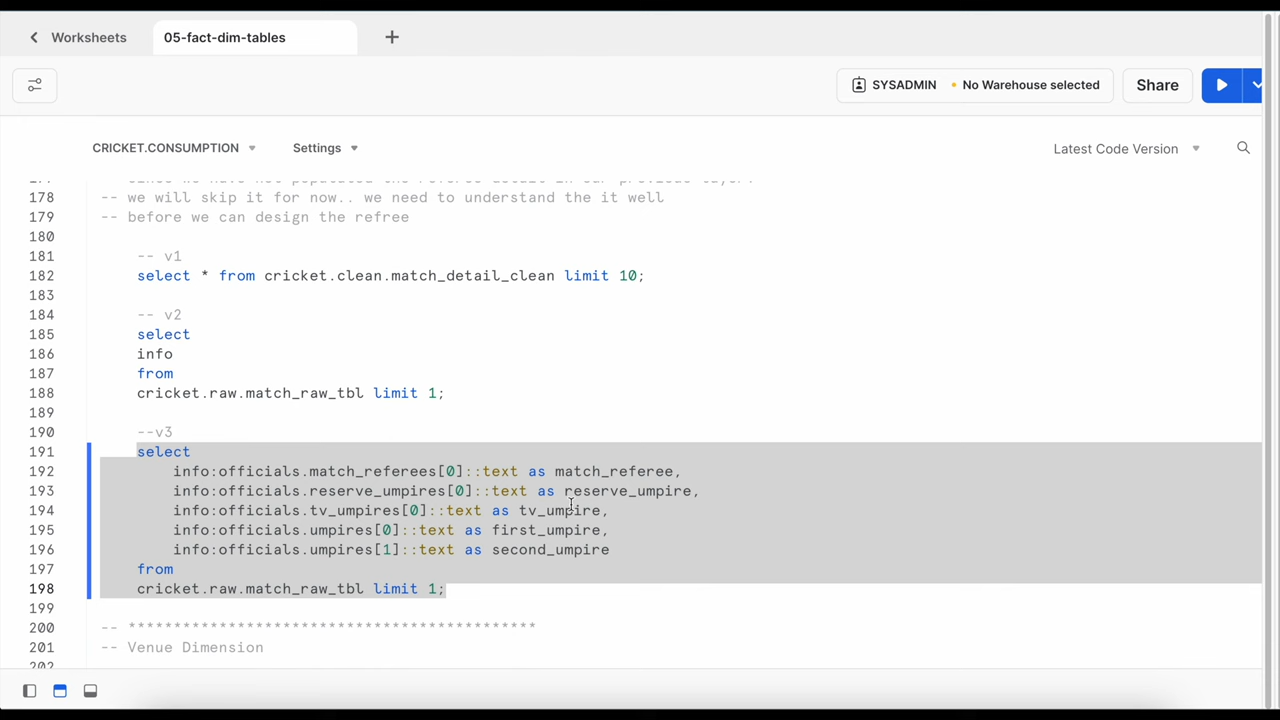 Worksheets
05-fact-dim-tables
SYSADMIN
No Warehouse selected
Share
CRICKET.CONSUMPTION
Settings
Latest Code Version
178 -- we will skip it for now.. we need to understand the it well
179 -- before we can design the refree
180
181 -- v1
182 select * from cricket.clean.match_detail_clean limit 10;
183
184 -- v2
185 select
186 info
187 from
188 cricket.raw.match_raw_tbl limit 1;
189
190 --v3
191 select
192 info:officials.match_referees[0]::text as match_referee,
193 info:officials.reserve_umpires[0]::text as reserve_umpire,
194 info:officials.tv_umpires[0]::text as tv_umpire,
195 info:officials.umpires[0]::text as first_umpire,
196 info:officials.umpires[1]::text as second_umpire
197 from
198 cricket.raw.match_raw_tbl limit 1;
199
200 -- *********************************************
201 -- Venue Dimension
202